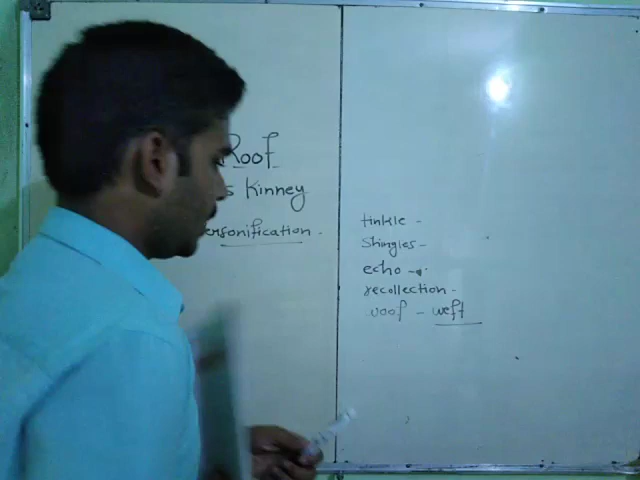 Roof
s Kinney
ersonification.
tinkle -
Shingles -
echo -
recollection -
woof - weft